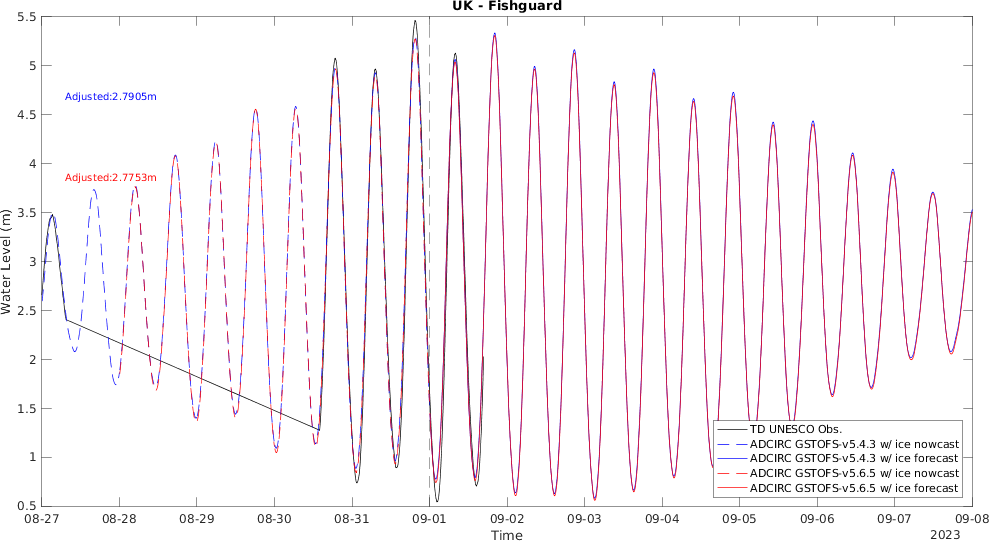 UK - Fishguard
5.5
5
4.5
4
3.5
3
2.5
2
1.5
1
0.5
Water Level (m)
Adjusted:2.7905m
Adjusted:2.7753m
TD UNESCO Obs.
ADCIRC GSTOFS-v5.4.3 w/ ice nowcast
ADCIRC GSTOFS-v5.4.3 w/ ice forecast
ADCIRC GSTOFS-v5.6.5 w/ ice nowcast
ADCIRC GSTOFS-v5.6.5 w/ ice forecast
08-27 08-28 08-29 08-30 08-31 09-01 09-02 09-03 09-04 09-05 09-06 09-07 09-08
Time
2023